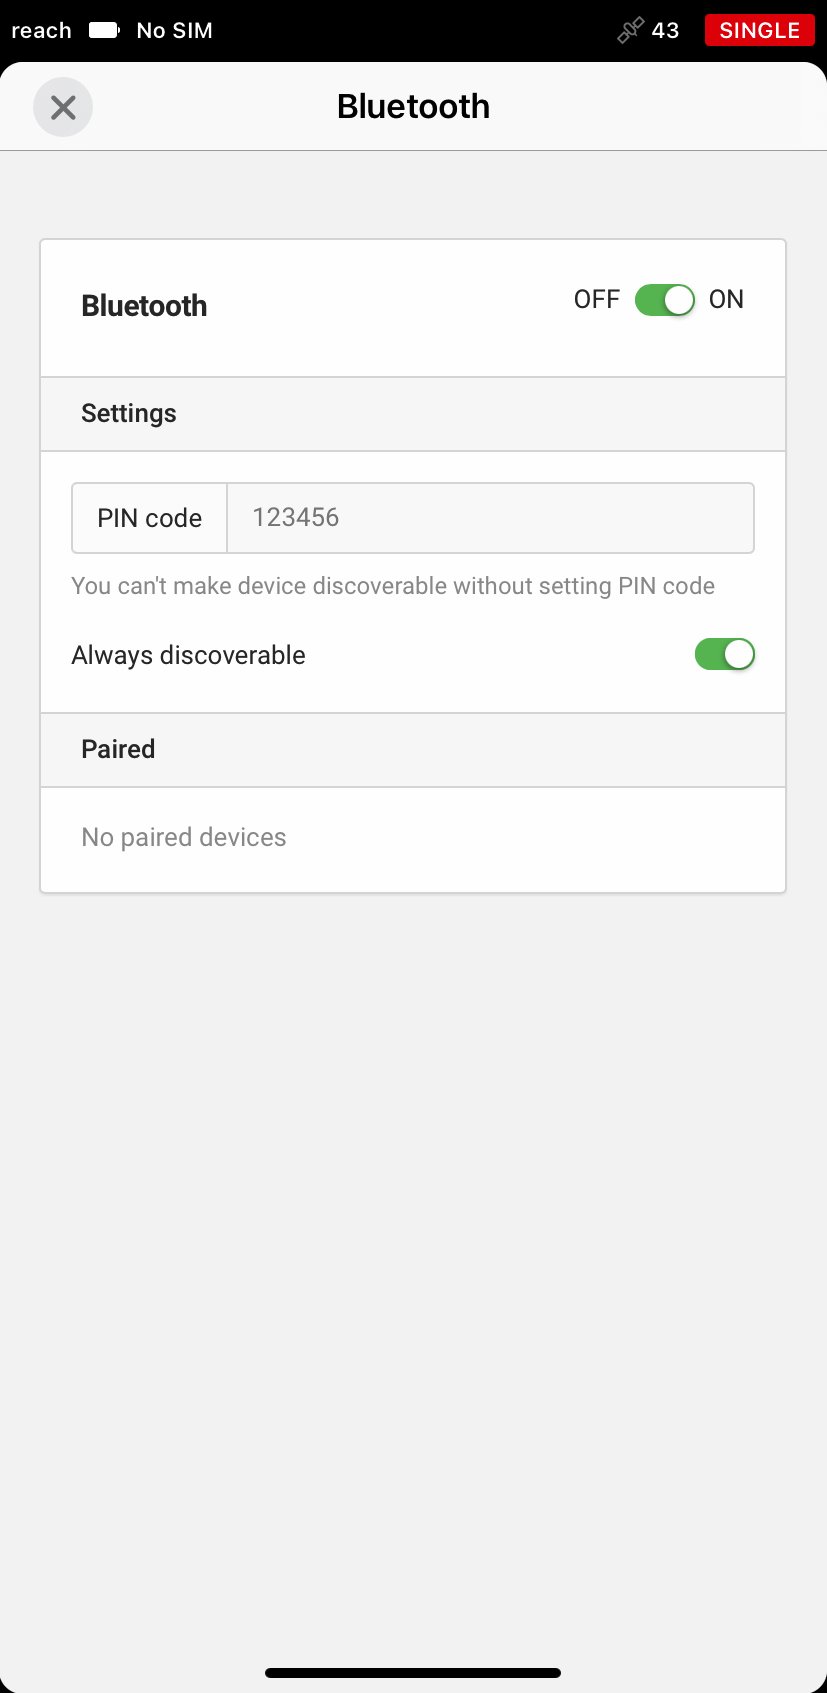 reach No SIM 43 SINGLE
Bluetooth
Bluetooth OFF ON
Settings
PIN code 123456
You can't make device discoverable without setting PIN code
Always discoverable
Paired
No paired devices